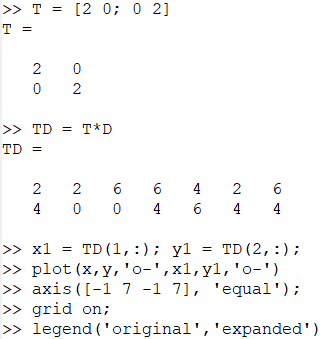 >> T = [2 0; 0 2]
T =
2 0
0 2
>> TD = T*D
TD =
2 2 6 6 4 2 6
4 0 0 4 6 4 4
>> x1 = TD(1,:); y1 = TD(2,:);
>> plot(x,y,'o-',x1,y1,'o-')
>> axis([-1 7 -1 7], 'equal');
>> grid on;
>> legend('original','expanded')